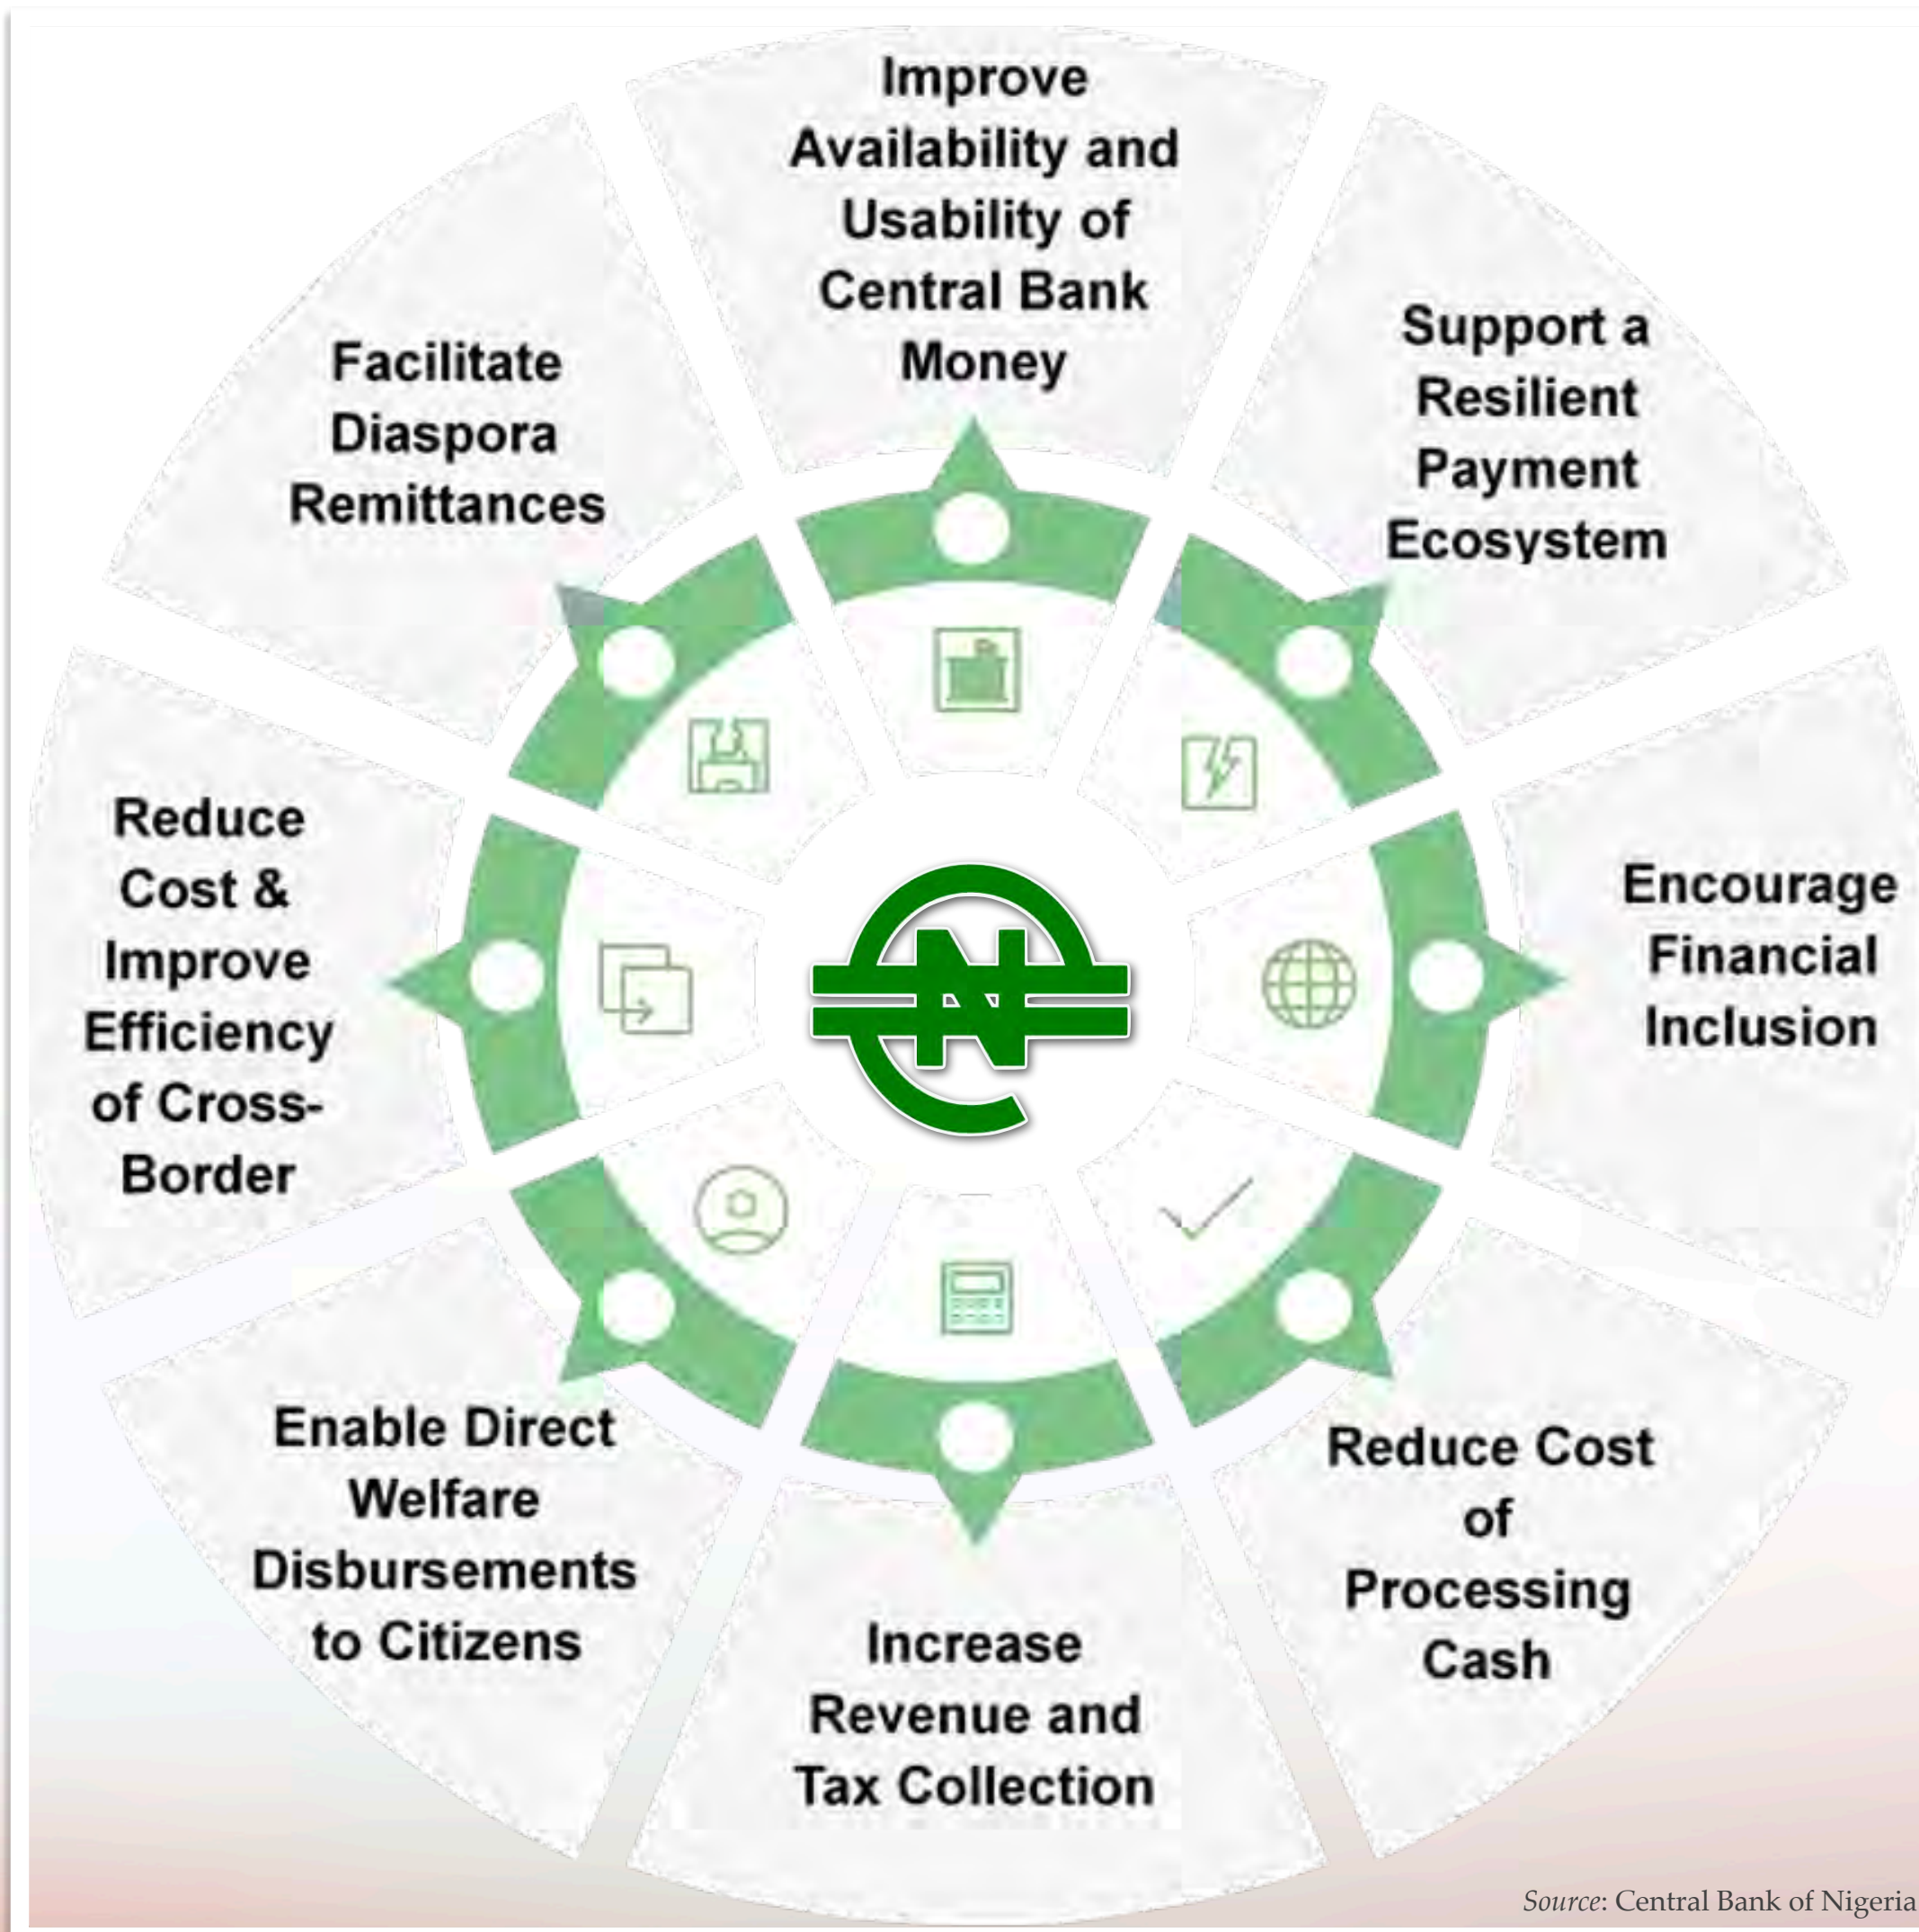 Improve
Availability and
Usability of
Central Bank
Money
Support a
Resilient
Payment
Ecosystem
Encourage
Financial
Inclusion
Reduce Cost
of
Processing
Cash
Increase
Revenue and
Tax Collection
Enable Direct
Welfare
Disbursements
to Citizens
Reduce
Cost &
Improve
Efficiency
of Cross-
Border
Facilitate
Diaspora
Remittances
Source: Central Bank of Nigeria